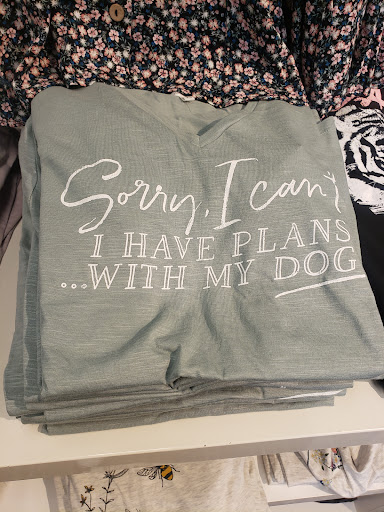 Sorry, I can't
I HAVE PLANS
...WITH MY DOG